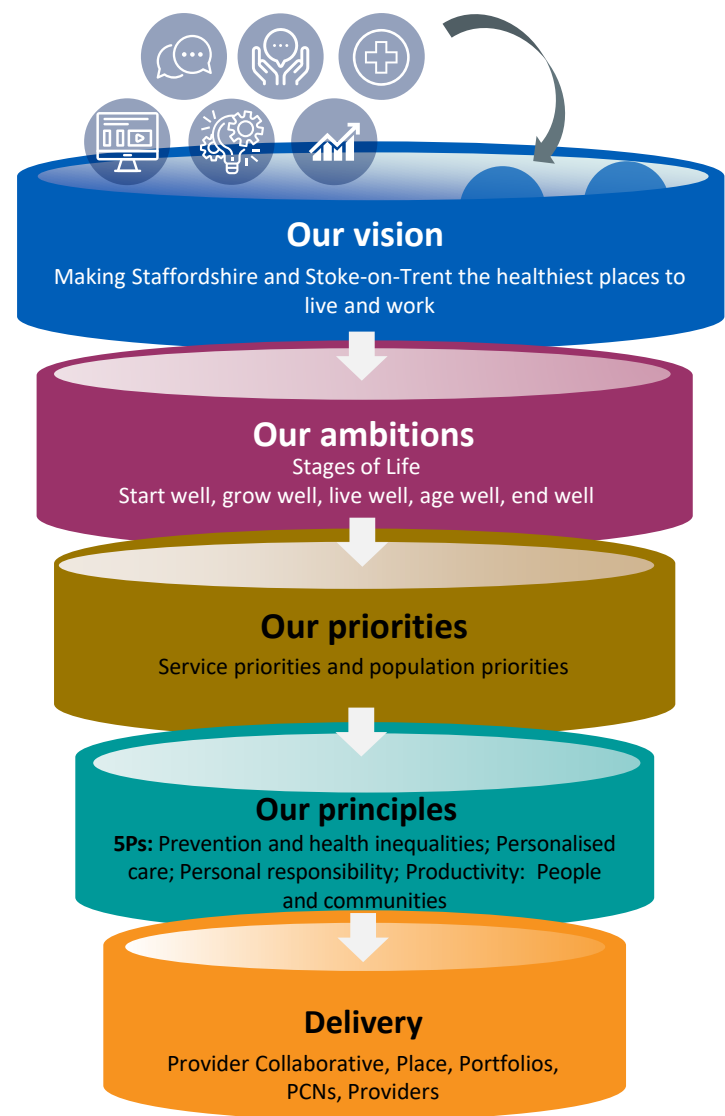 Our vision
Making Staffordshire and Stoke-on-Trent the healthiest places to
live and work
Our ambitions
Stages of Life
Start well, grow well, live well, age well, end well
Our priorities
Service priorities and population priorities
Our principles
5Ps: Prevention and health inequalities; Personalised
care; Personal responsibility; Productivity: People
and communities
Delivery
Provider Collaborative, Place, Portfolios,
PCNs, Providers